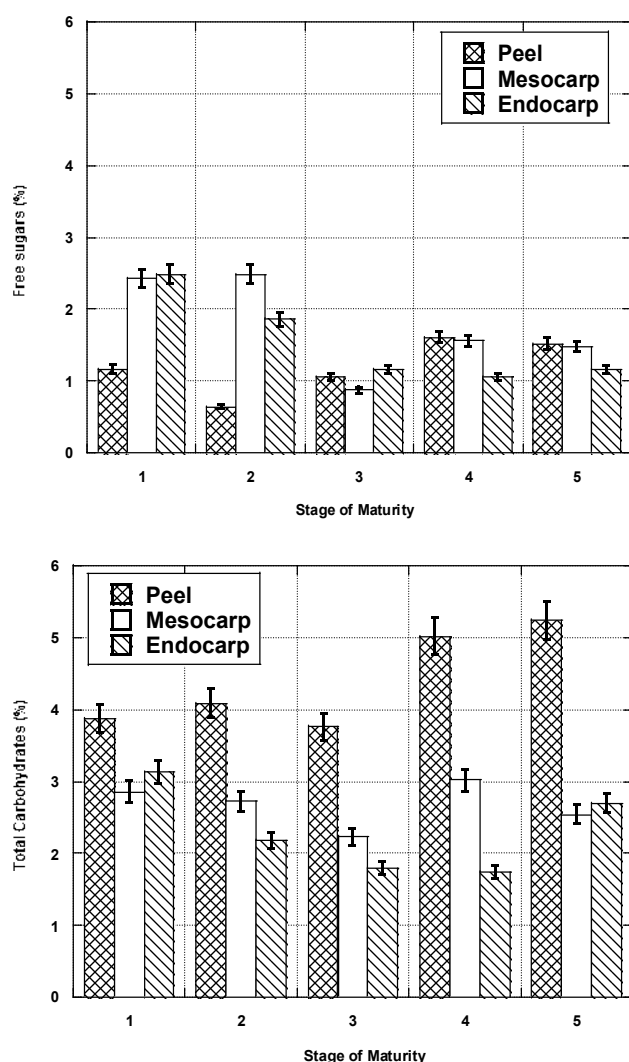 6
5
4
3
2
1
0
Free sugars (%)
Peel
Mesocarp
Endocarp
1 2 3 4 5
Stage of Maturity
6
5
4
3
2
1
0
Total Carbohydrates (%)
Peel
Mesocarp
Endocarp
1 2 3 4 5
Stage of Maturity